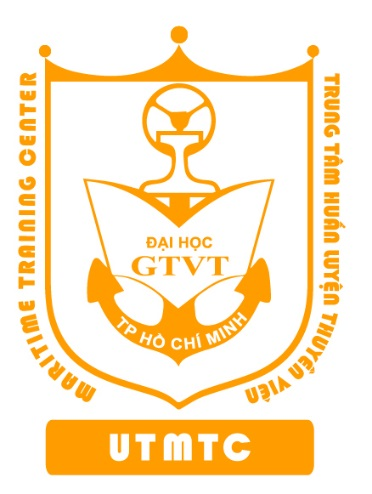 MARITIME TRAINING CENTER
TRUNG TÂM HUẤN LUYỆN THUYỀN VIÊN
ĐẠI HỌC
GTVT
TP HỒ CHÍ MINH
UTMTC